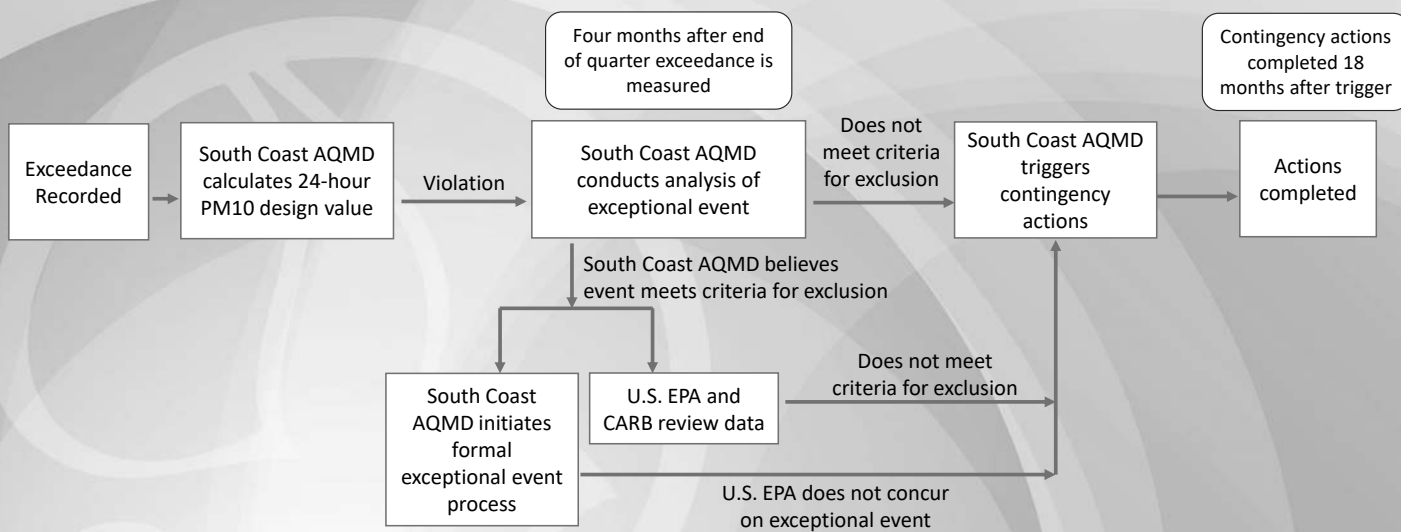 Four months after end
of quarter exceedance is
measured
Contingency actions
completed 18
months after trigger
Exceedance
Recorded
South Coast AQMD
calculates 24-hour
PM10 design value
Violation
South Coast AQMD
conducts analysis of
exceptional event
Does not
meet criteria
for exclusion
South Coast AQMD
triggers
contingency
actions
Actions
completed
South Coast AQMD believes
event meets criteria for exclusion
South Coast
AQMD initiates
formal
exceptional event
process
U.S. EPA and
CARB review data
Does not meet
criteria for exclusion
U.S. EPA does not concur
on exceptional event